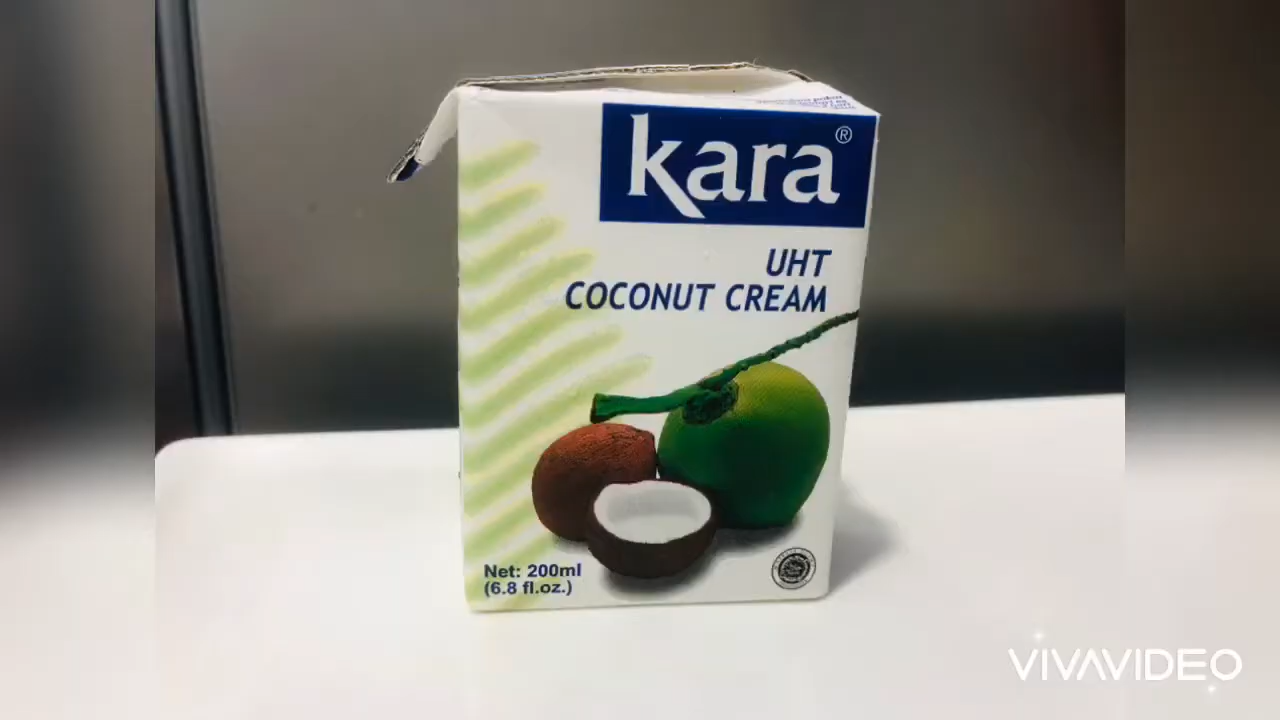 kara®
UHT
COCONUT CREAM
Net: 200ml
(6.8 fl.oz.)
VIVAVIDEO